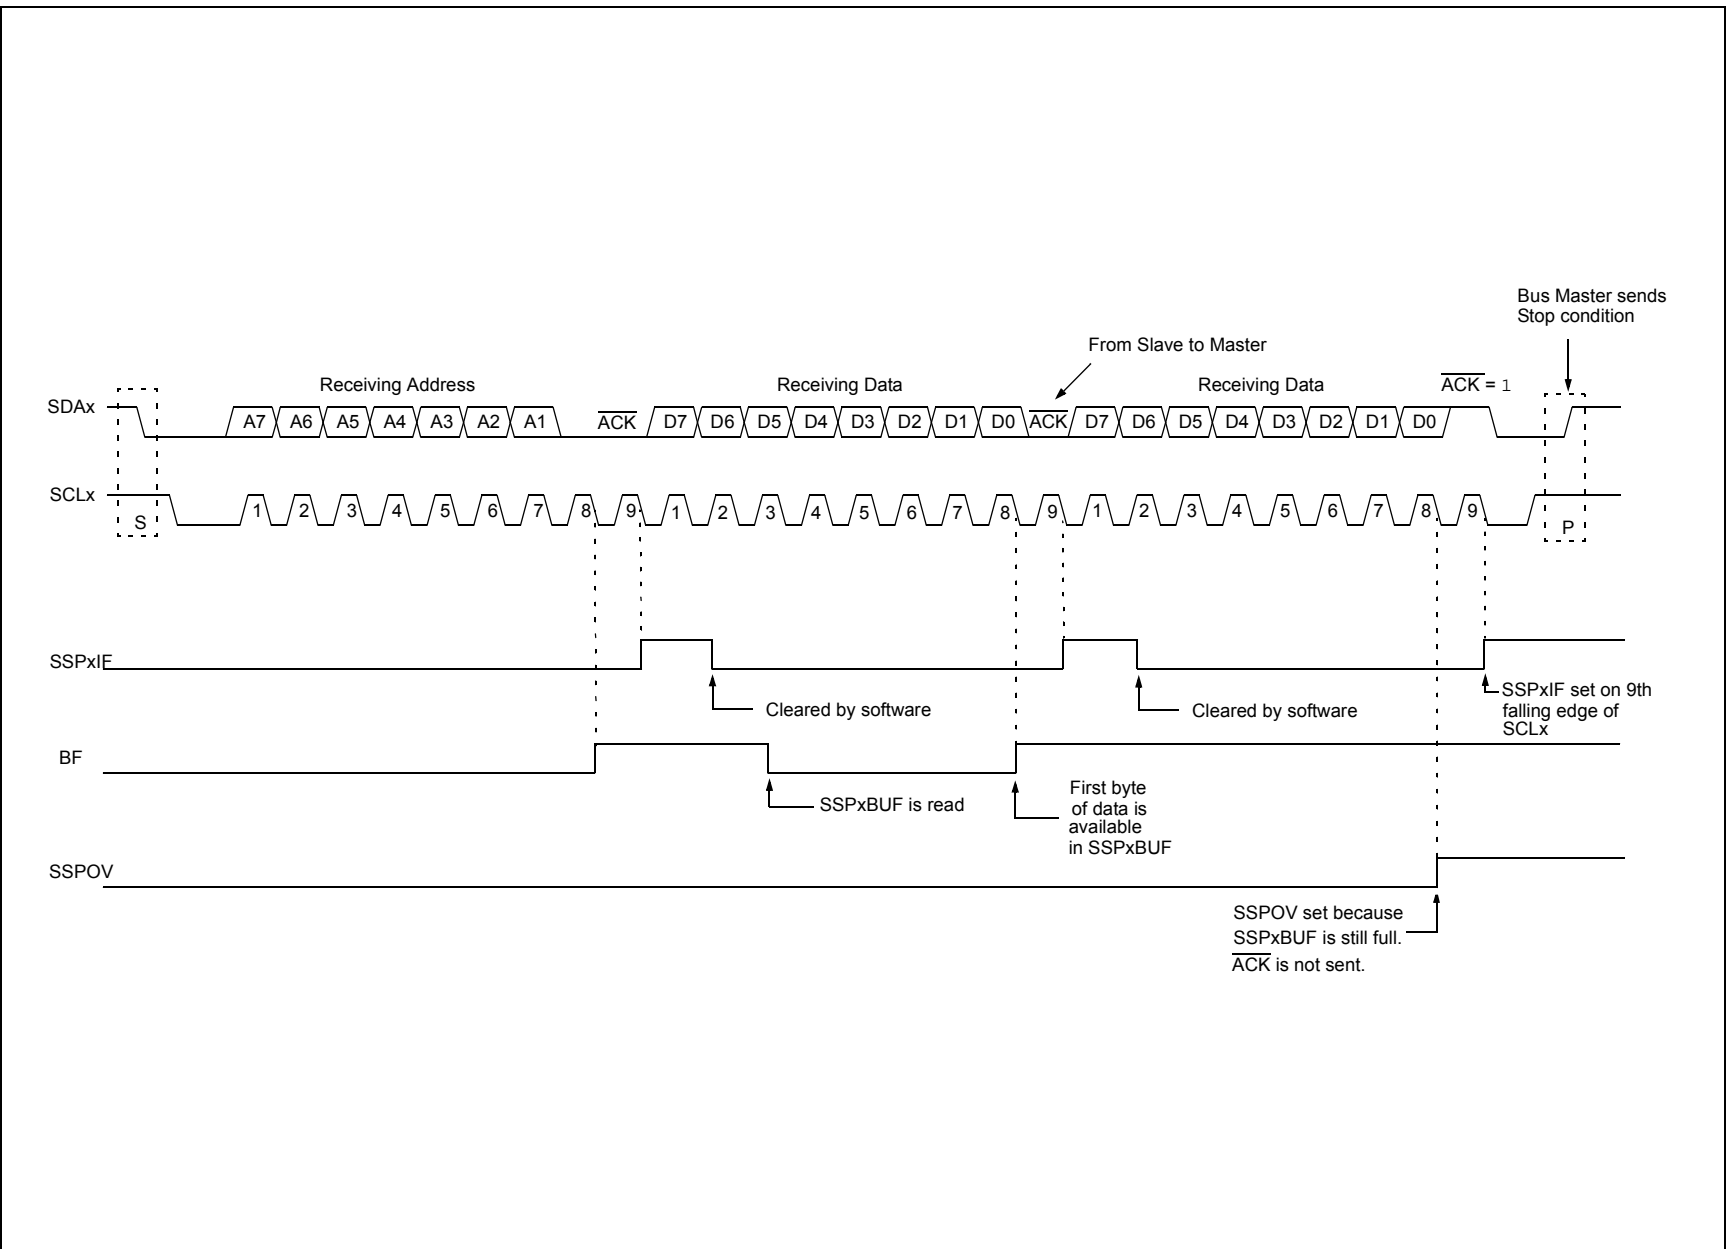 Bus Master sends
Stop condition
From Slave to Master
Receiving Address
Receiving Data
Receiving Data
ACK = 1
SDAx
A7 A6 A5 A4 A3 A2 A1 ACK D7 D6 D5 D4 D3 D2 D1 D0 ACK D7 D6 D5 D4 D3 D2 D1 D0
SCLx
S 1 2 3 4 5 6 7 8 9 1 2 3 4 5 6 7 8 9 1 2 3 4 5 6 7 8 9 P
SSPxIF
Cleared by software
Cleared by software
SSPxIF set on 9th
falling edge of
SCLx
BF
SSPxBUF is read
First byte
of data is
available
in SSPxBUF
SSPOV
SSPOV set because
SSPxBUF is still full.
ACK is not sent.